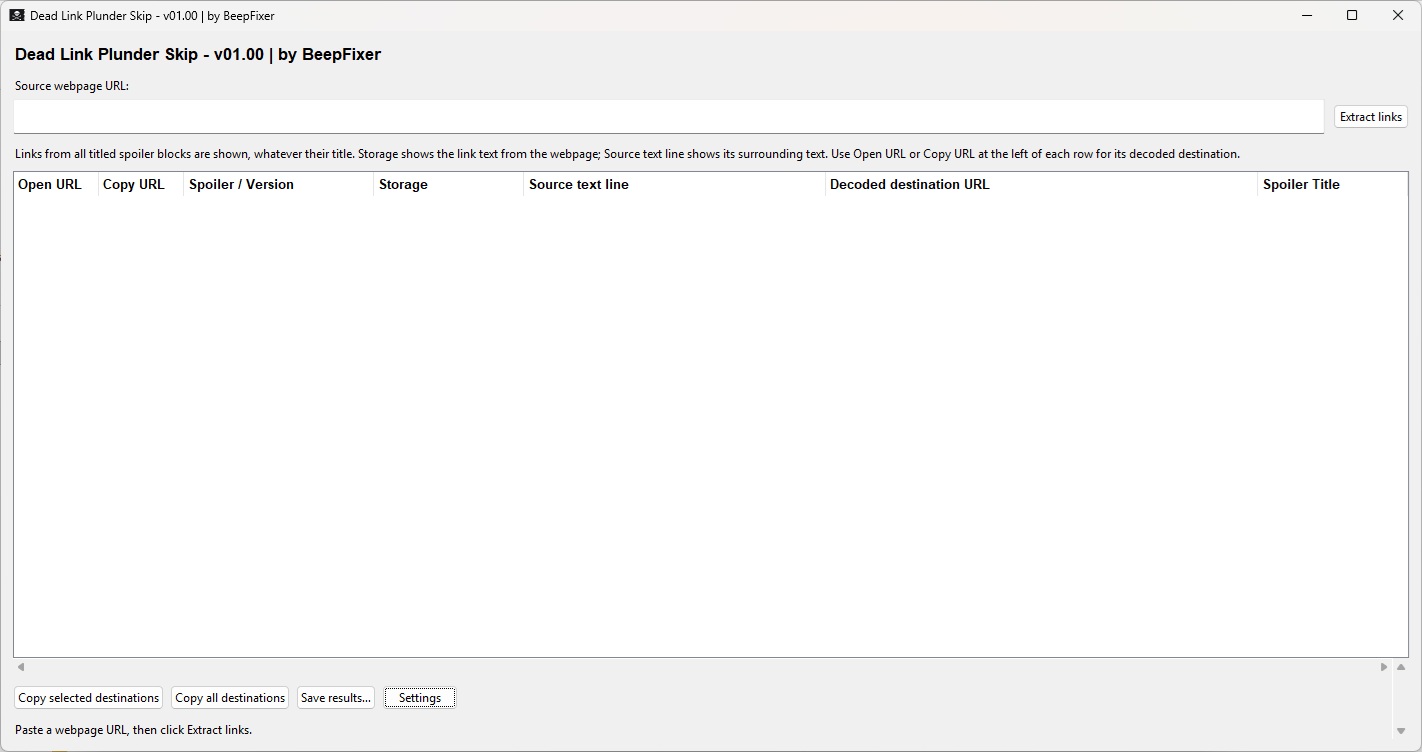 Dead Link Plunder Skip - v01.00 | by BeepFixer
Dead Link Plunder Skip - v01.00 | by BeepFixer
Source webpage URL:
Extract links
Links from all titled spoiler blocks are shown, whatever their title. Storage shows the link text from the webpage; Source text line shows its surrounding text. Use Open URL or Copy URL at the left of each row for its decoded destination.
Open URL Copy URL Spoiler / Version Storage Source text line Decoded destination URL Spoiler Title
Copy selected destinations Copy all destinations Save results... Settings
Paste a webpage URL, then click Extract links.